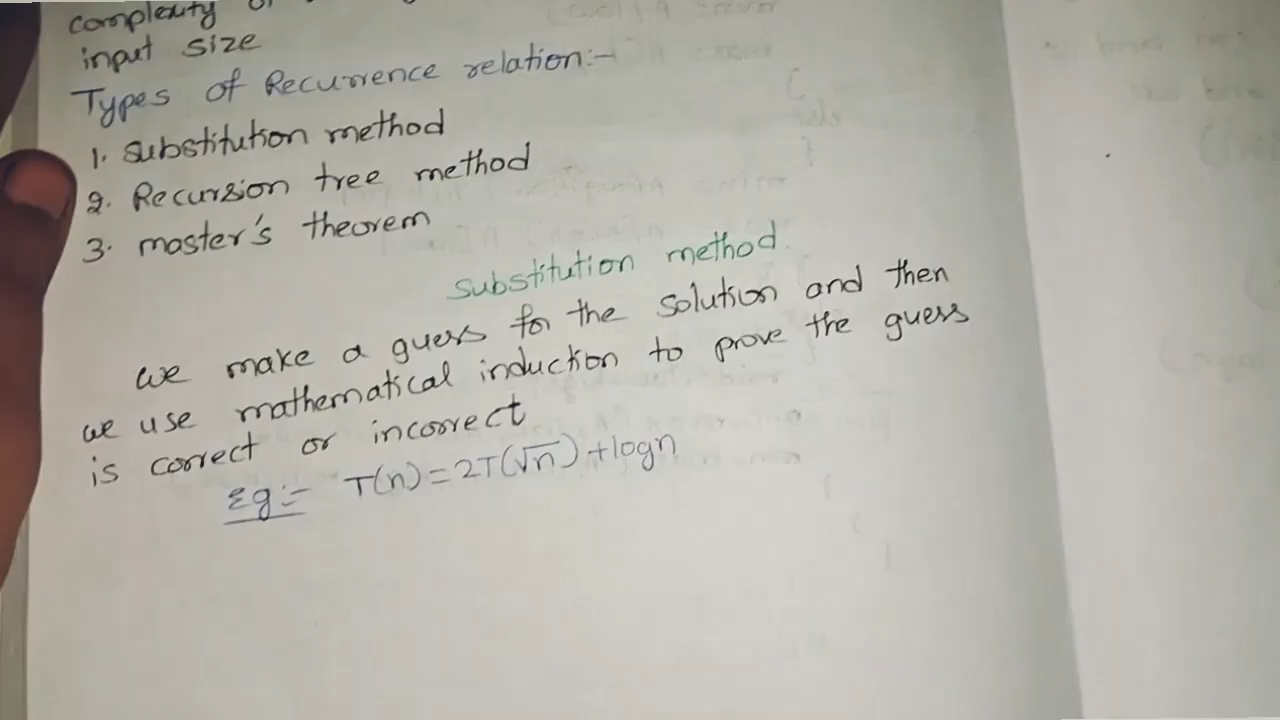 complexity
input size
Types of Recurrence relation:-
1. substitution method
2. Recursion tree method
3. master's theorem
substitution method
we make a guess for the solution and then
we use mathematical induction to prove the guess
is correct or incorrect
Eg:- T(n)=2T(√n)+logn